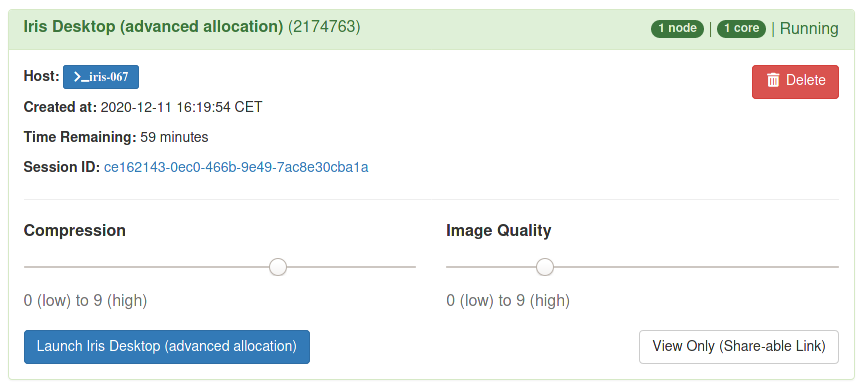 Iris Desktop (advanced allocation) (2174763) 1 node | 1 core | Running
Host: >_iris-067 Delete
Created at: 2020-12-11 16:19:54 CET
Time Remaining: 59 minutes
Session ID: ce162143-0ec0-466b-9e49-7ac8e30cba1a
Compression Image Quality
0 (low) to 9 (high) 0 (low) to 9 (high)
Launch Iris Desktop (advanced allocation) View Only (Share-able Link)